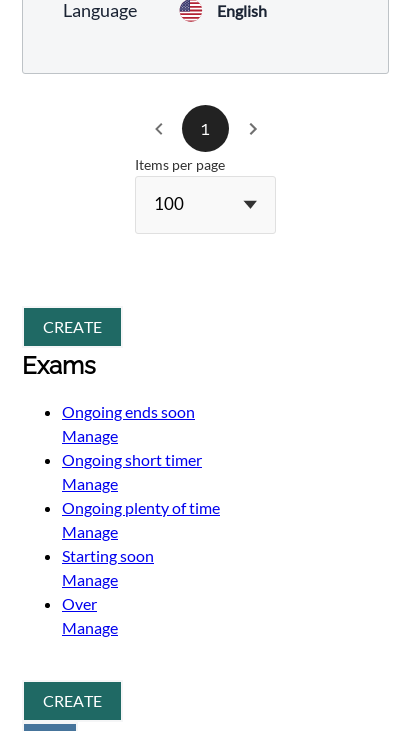 Language English
1
Items per page
100
CREATE
Exams
Ongoing ends soon
Manage
Ongoing short timer
Manage
Ongoing plenty of time
Manage
Starting soon
Manage
Over
Manage
CREATE